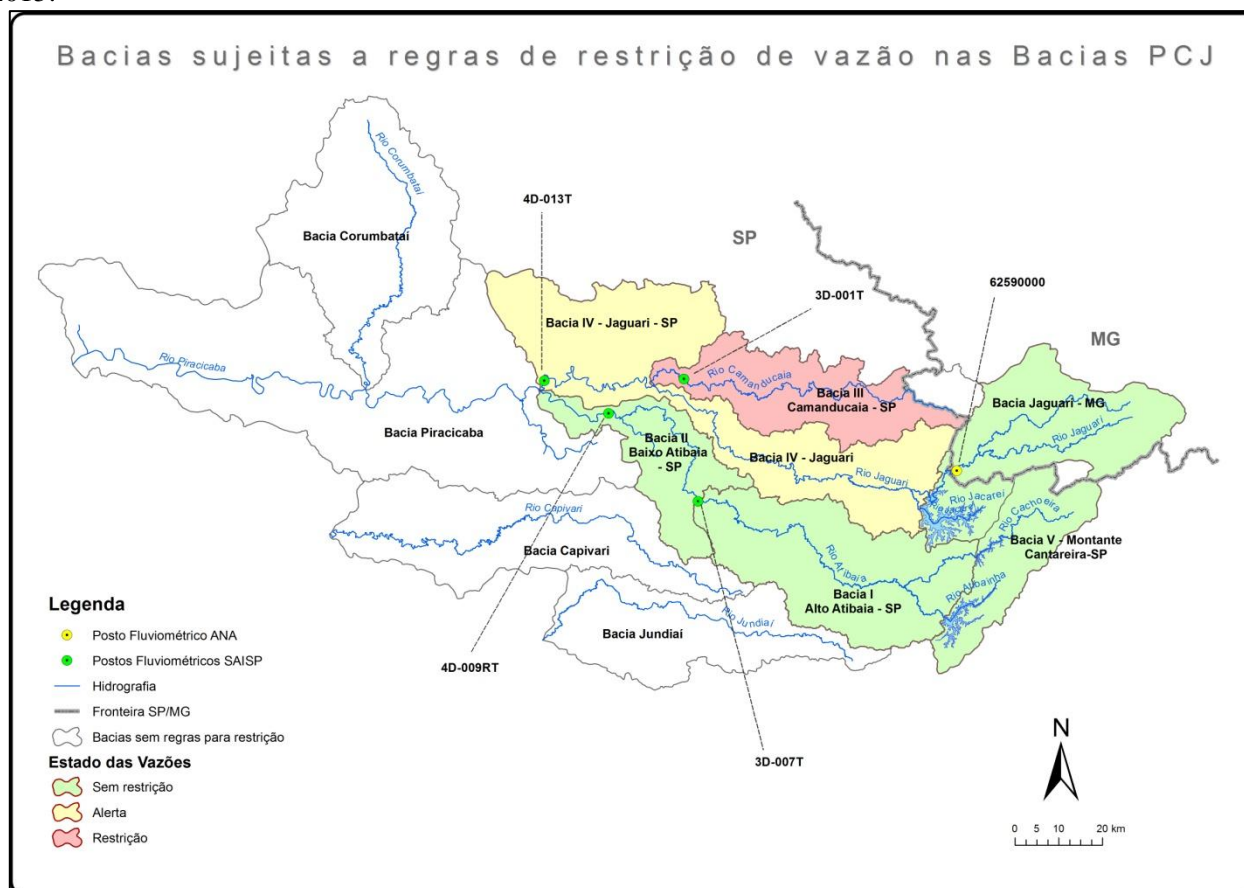 2015.
Bacias sujeitas a regras de restrição de vazão nas Bacias PCJ
Rio Corumbataí
Bacia Corumbataí
4D-013T
SP
3D-001T
62590000
MG
Bacia IV - Jaguari - SP
Rio Piracicaba
Rio Camanducaia
Bacia III
Camanducaia - SP
Bacia Jaguari - MG
Rio Jaguari
Bacia Piracicaba
Bacia II
Baixo Atibaia
- SP
Bacia IV - Jaguari
Rio Jaguari
Rio Jacareí
Rio Cachoeira
Bacia V - Montante
Cantareira-SP
Rio Capivari
Bacia Capivari
Rio Atibaia
Rio Atibainha
Bacia I
Alto Atibaia - SP
Rio Jundiaí
Bacia Jundiaí
4D-009RT
3D-007T
Legenda
Posto Fluviométrico ANA
Postos Fluviométricos SAISP
Hidrografia
Fronteira SP/MG
Bacias sem regras para restrição
Estado das Vazões
Sem restrição
Alerta
Restrição
N
0 5 10 20 km